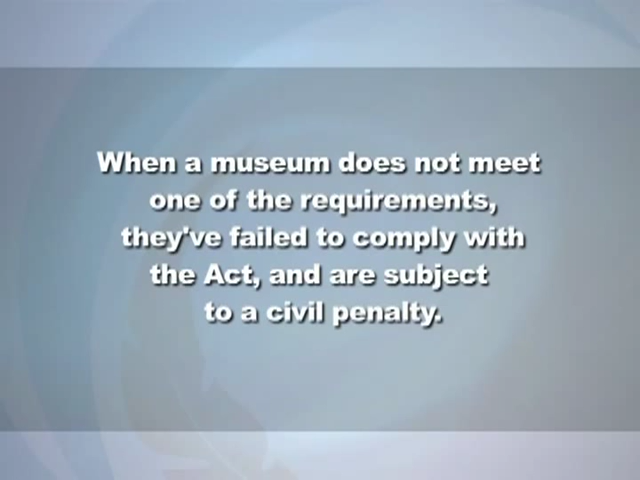 When a museum does not meet
one of the requirements,
they've failed to comply with
the Act, and are subject
to a civil penalty.